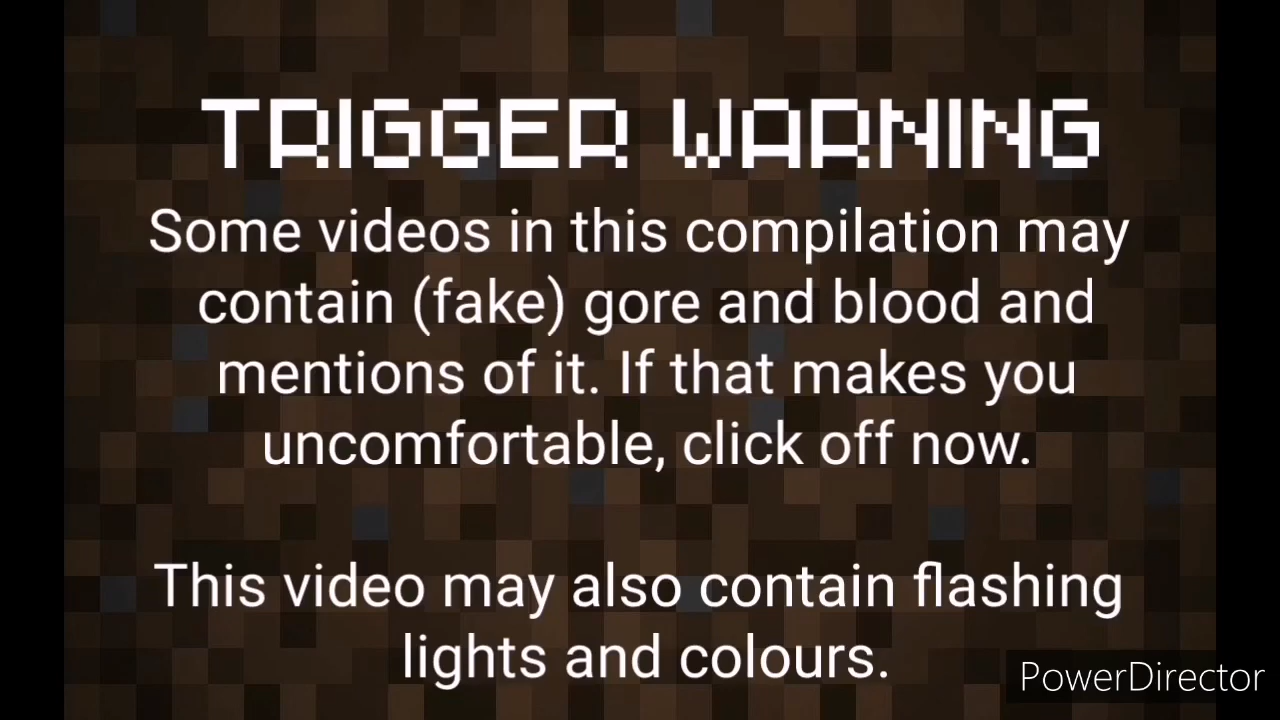 TRIGGER WARNING
Some videos in this compilation may
contain (fake) gore and blood and
mentions of it. If that makes you
uncomfortable, click off now.
This video may also contain flashing
lights and colours.
PowerDirector